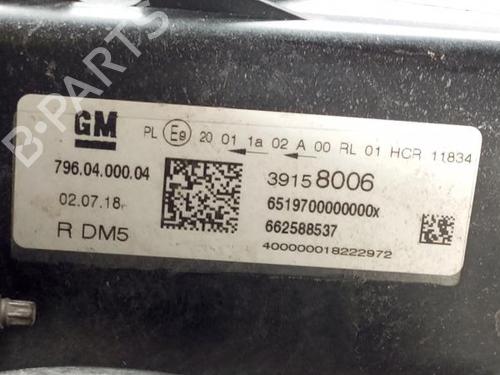 GM
PL E9 20 01 1a 02 A 00 RL 01 HCR 11834
796.04.000.04
39158006
02.07.18
6519700000000x
662588537
R DM5
400000018222972
B-Parts